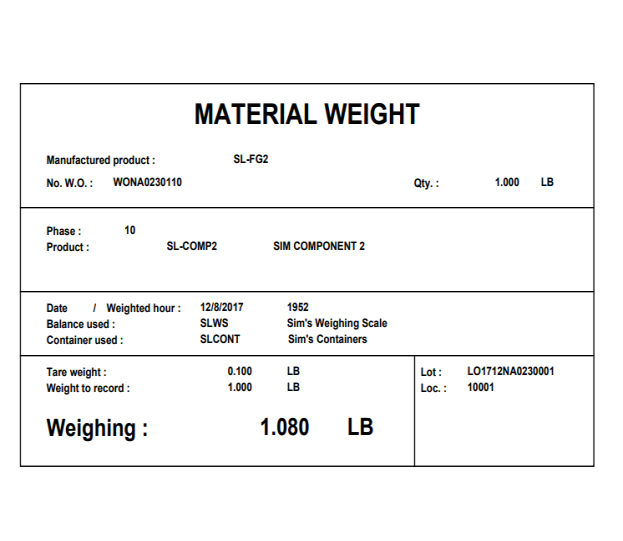 MATERIAL WEIGHT
Manufactured product : SL-FG2
No. W.O. : WONA0230110 Qty. : 1.000 LB
Phase : 10
Product : SL-COMP2 SIM COMPONENT 2
Date / Weighted hour : 12/8/2017 1952
Balance used : SLWS Sim's Weighing Scale
Container used : SLCONT Sim's Containers
Tare weight : 0.100 LB Lot : LO1712NA0230001
Weight to record : 1.000 LB Loc. : 10001
Weighing : 1.080 LB